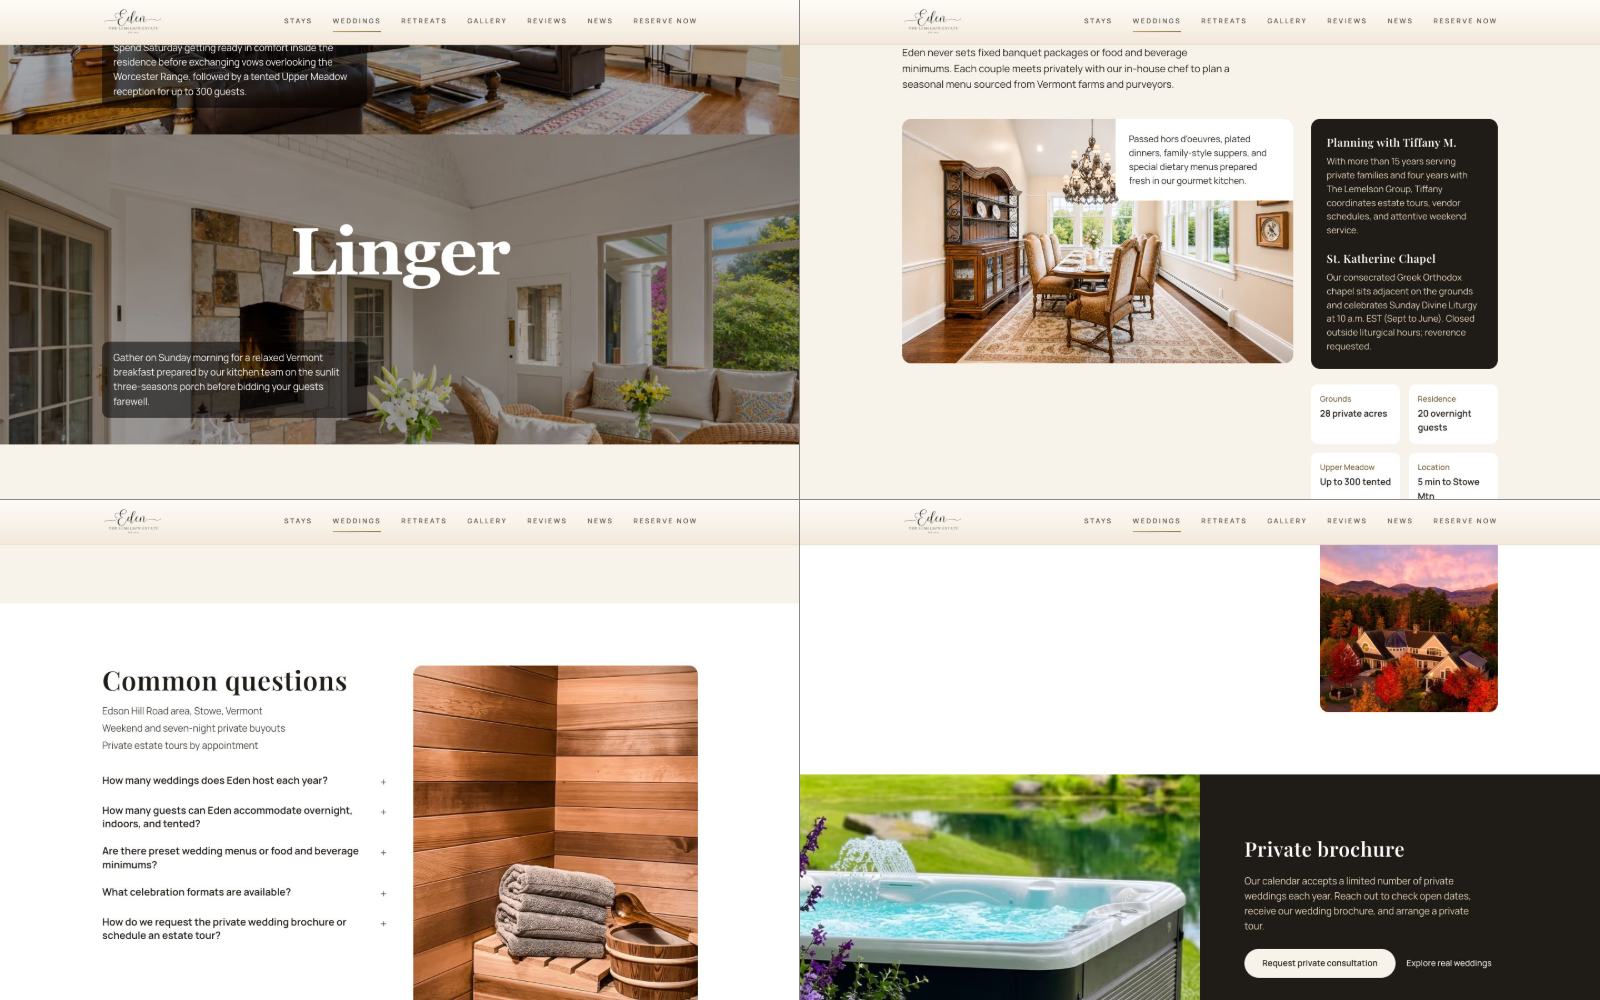 Eden
THE LEMELSON ESTATE
STAYS WEDDINGS RETREATS GALLERY REVIEWS NEWS RESERVE NOW
Spend Saturday getting ready in comfort inside the
residence before exchanging vows overlooking the
Worcester Range, followed by a tented Upper Meadow
reception for up to 300 guests.
Linger
Gather on Sunday morning for a relaxed Vermont
breakfast prepared by our kitchen team on the sunlit
three-seasons porch before bidding your guests
farewell.
Eden
THE LEMELSON ESTATE
STAYS WEDDINGS RETREATS GALLERY REVIEWS NEWS RESERVE NOW
Eden never sets fixed banquet packages or food and beverage
minimums. Each couple meets privately with our in-house chef to plan a
seasonal menu sourced from Vermont farms and purveyors.
Passed hors d'oeuvres, plated
dinners, family-style suppers, and
special dietary menus prepared
fresh in our gourmet kitchen.
Planning with Tiffany M.
With more than 15 years serving
private families and four years with
The Lemelson Group, Tiffany
coordinates estate tours, vendor
schedules, and attentive weekend
service.
St. Katherine Chapel
Our consecrated Greek Orthodox
chapel sits adjacent on the grounds
and celebrates Sunday Divine Liturgy
at 10 a.m. EST (Sept to June). Closed
outside liturgical hours; reverence
requested.
Grounds
28 private acres
Residence
20 overnight
guests
Upper Meadow
Up to 300 tented
Location
5 min to Stowe
Mtn
Eden
THE LEMELSON ESTATE
STAYS WEDDINGS RETREATS GALLERY REVIEWS NEWS RESERVE NOW
Common questions
Edson Hill Road area, Stowe, Vermont
Weekend and seven-night private buyouts
Private estate tours by appointment
How many weddings does Eden host each year? +
How many guests can Eden accommodate overnight, +
indoors, and tented?
Are there preset wedding menus or food and beverage +
minimums?
What celebration formats are available? +
How do we request the private wedding brochure or +
schedule an estate tour?
Eden
THE LEMELSON ESTATE
STAYS WEDDINGS RETREATS GALLERY REVIEWS NEWS RESERVE NOW
Private brochure
Our calendar accepts a limited number of private
weddings each year. Reach out to check open dates,
receive our wedding brochure, and arrange a private
tour.
Request private consultation
Explore real weddings